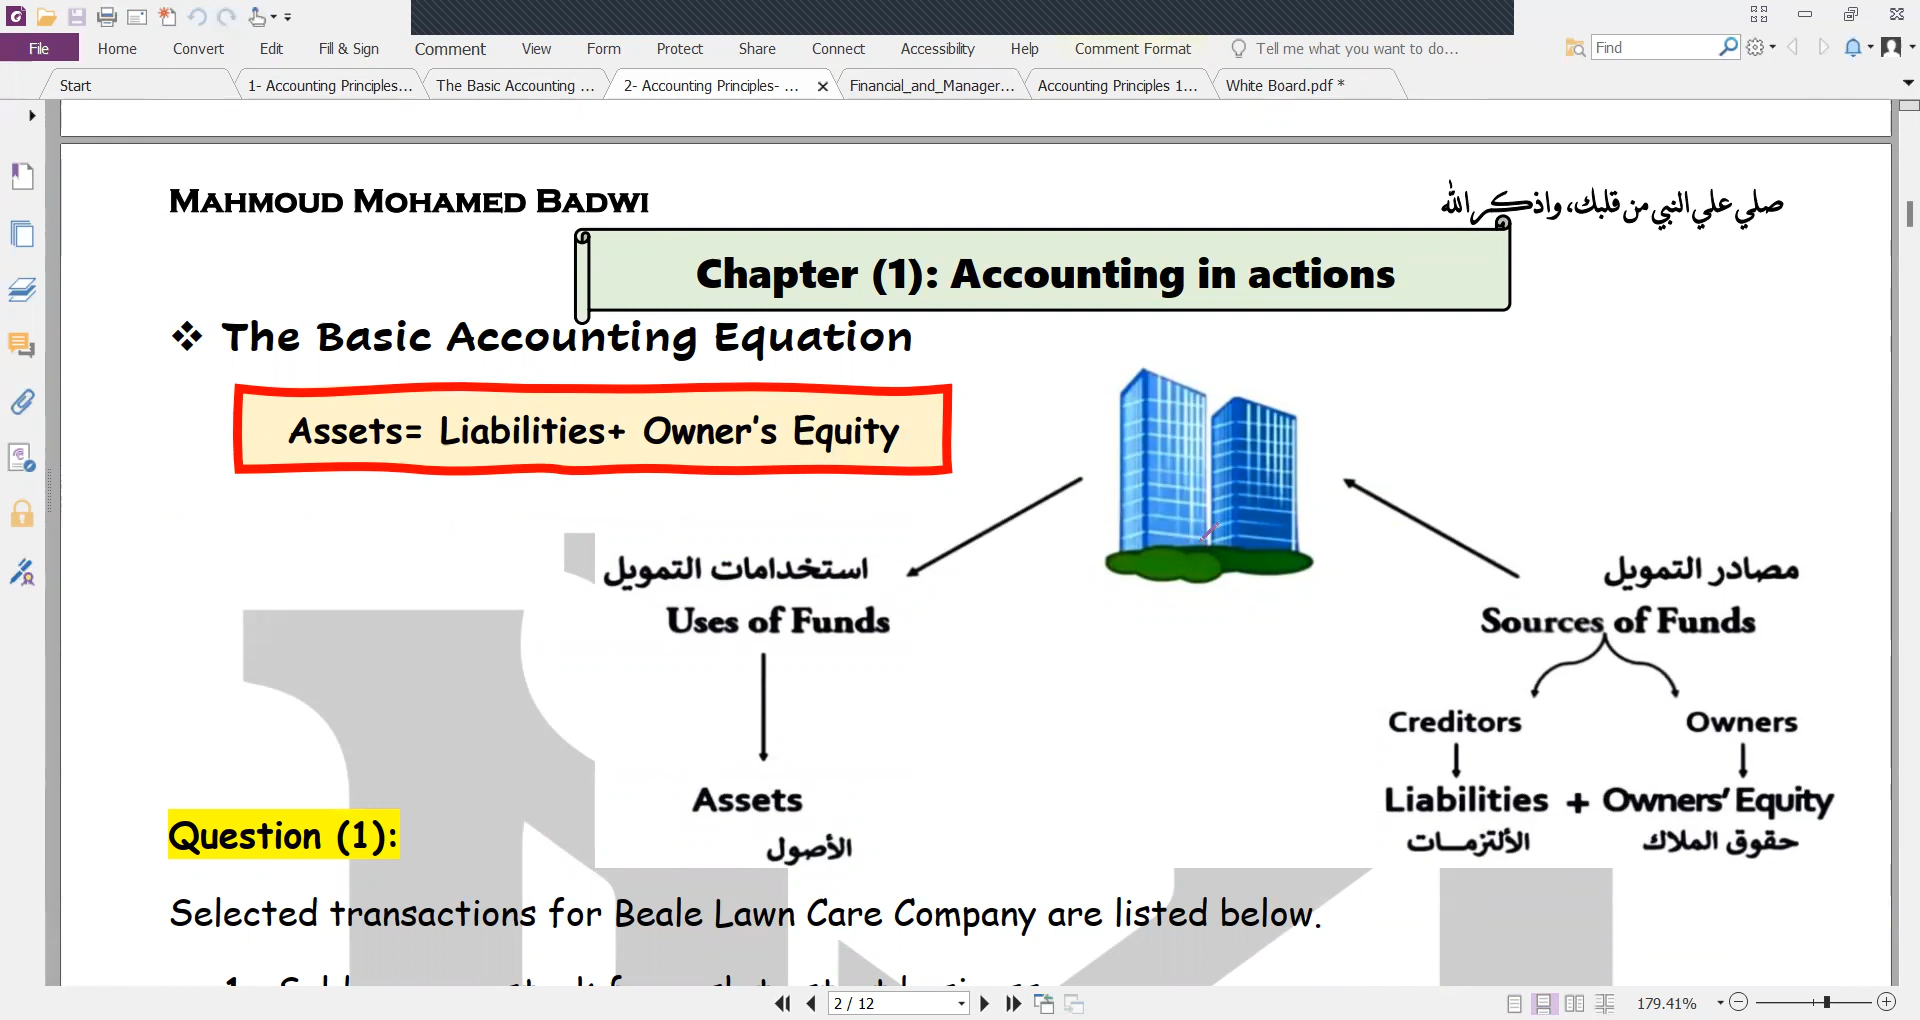 File Home Convert Edit Fill & Sign Comment View Form Protect Share Connect Accessibility Help Comment Format Tell me what you want to do... Find
Start 1- Accounting Principles... The Basic Accounting ... 2- Accounting Principles- ... Financial_and_Manager... Accounting Principles 1... White Board.pdf *
MAHMOUD MOHAMED BADWI
صلي علي النبي من قلبك، واذكر الله
Chapter (1): Accounting in actions
❖ The Basic Accounting Equation
Assets= Liabilities+ Owner's Equity
استخدامات التمويل
Uses of Funds
Assets
الأصول
مصادر التمويل
Sources of Funds
Creditors Owners
Liabilities + Owners' Equity
الألتزمات حقوق الملاك
Question (1):
Selected transactions for Beale Lawn Care Company are listed below.
2 / 12
179.41%